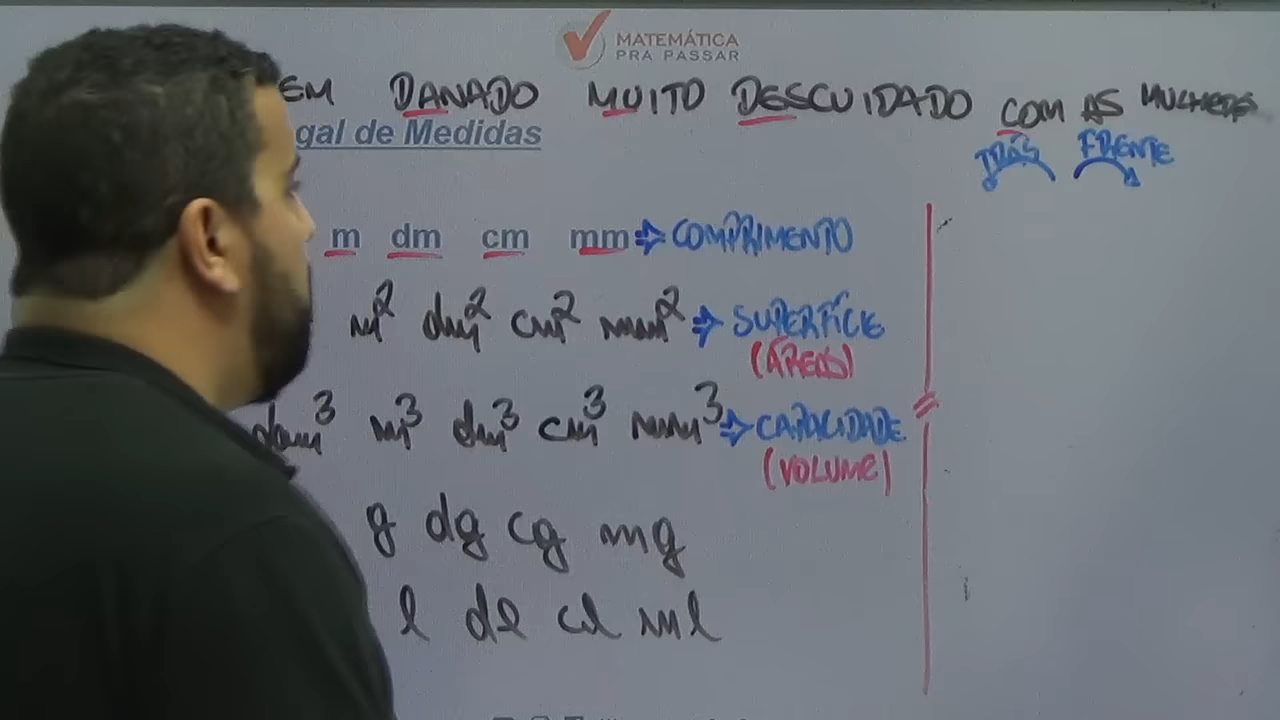 MATEMÁTICA
PRA PASSAR
EM DANADO MUITO DESCUIDADO COM AS MULHERES
gal de Medidas
TRÁS FRENTE
m dm cm mm ⇒ COMPRIMENTO
m² dm² cm² mm² ⇒ SUPERFÍCIE
(ÁREAS)
dam³ m³ dm³ cm³ mm³ ⇒ CAPACIDADE
(VOLUME)
g dg cg mg
l dl cl ml